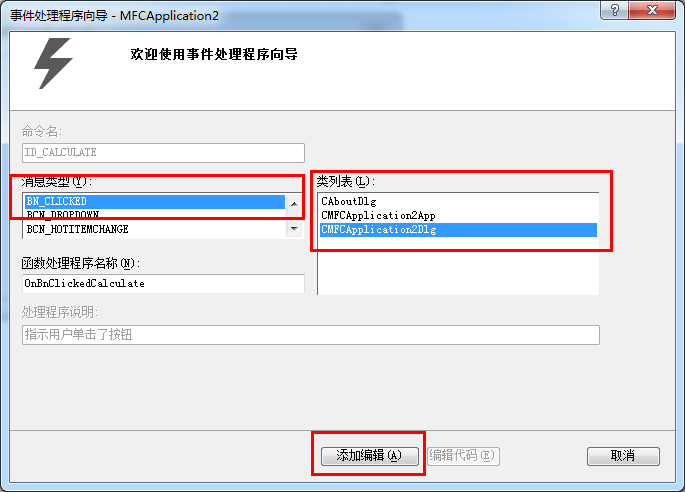 事件处理程序向导 - MFCApplication2
欢迎使用事件处理程序向导
命令名:
ID_CALCULATE
消息类型(Y):
BN_CLICKED
BCN_DROPDOWN
BCN_HOTITEMCHANGE
类列表(L):
CAboutDlg
CMFCApplication2App
CMFCApplication2Dlg
函数处理程序名称(N):
OnBnClickedCalculate
处理程序说明:
指示用户单击了按钮
添加编辑(A)
编辑代码(E)
取消